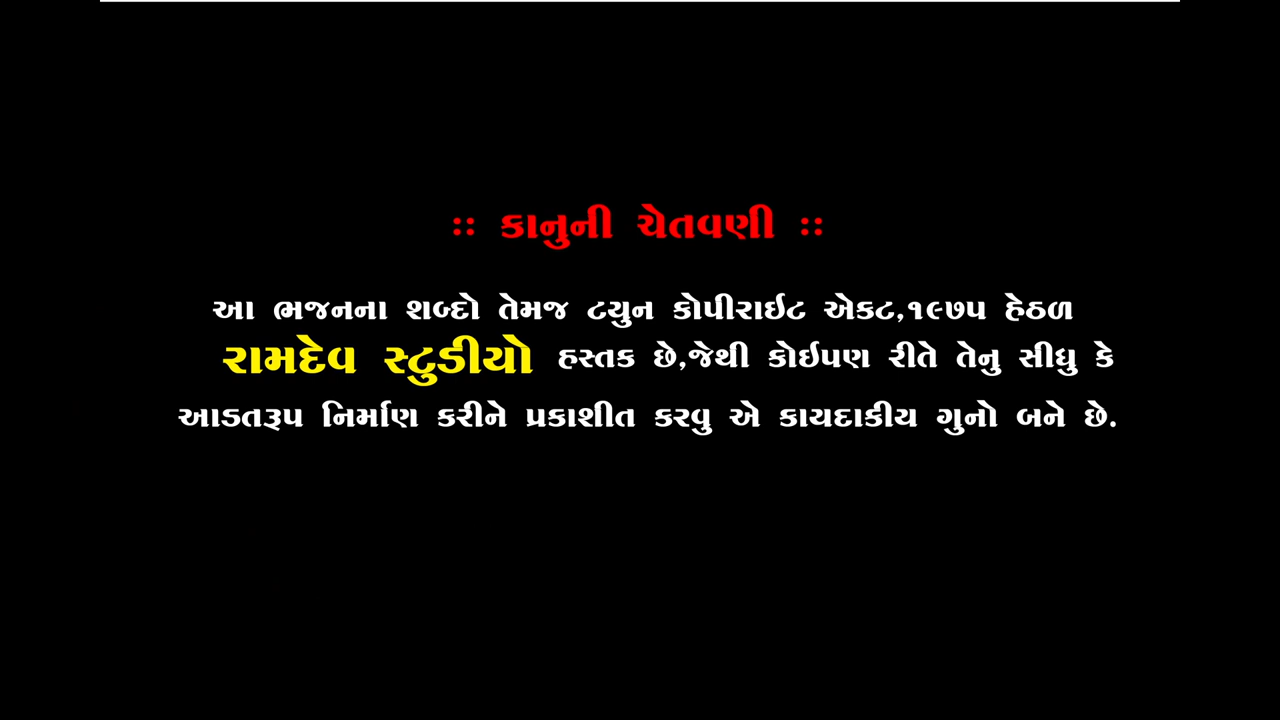 :: કાનુની ચેતવણી ::
આ ભજનના શબ્દો તેમજ ટયુન કોપીરાઈટ એકટ,૧૯૭૫ હેઠળ
રામદેવ સ્ટુડીયો હસ્તક છે,જેથી કોઈપણ રીતે તેનુ સીધુ કે
આડતરૂપ નિર્માણ કરીને પ્રકાશીત કરવુ એ કાયદાકીય ગુનો બને છે.